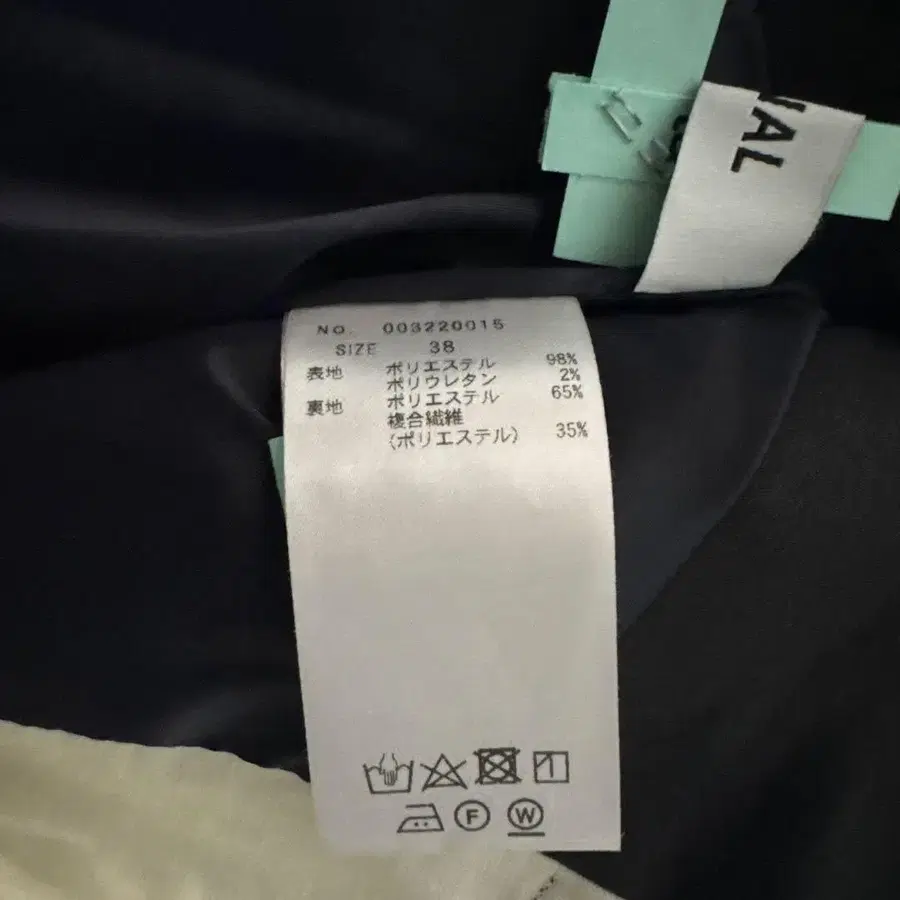 NO. 003220015
SIZE 38
表地 ポリエステル 98%
ポリウレタン 2%
裏地 ポリエステル 65%
複合繊維
(ポリエステル) 35%
F W